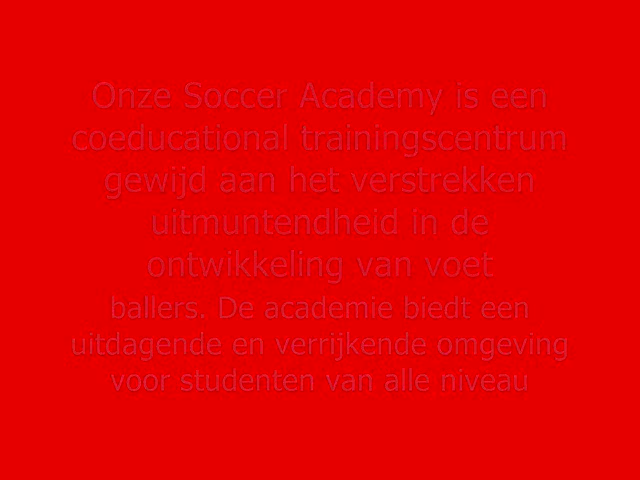 Onze Soccer Academy is een
coeducational trainingscentrum
gewijd aan het verstrekken
uitmuntendheid in de
ontwikkeling van voet
ballers. De academie biedt een
uitdagende en verrijkende omgeving
voor studenten van alle niveau